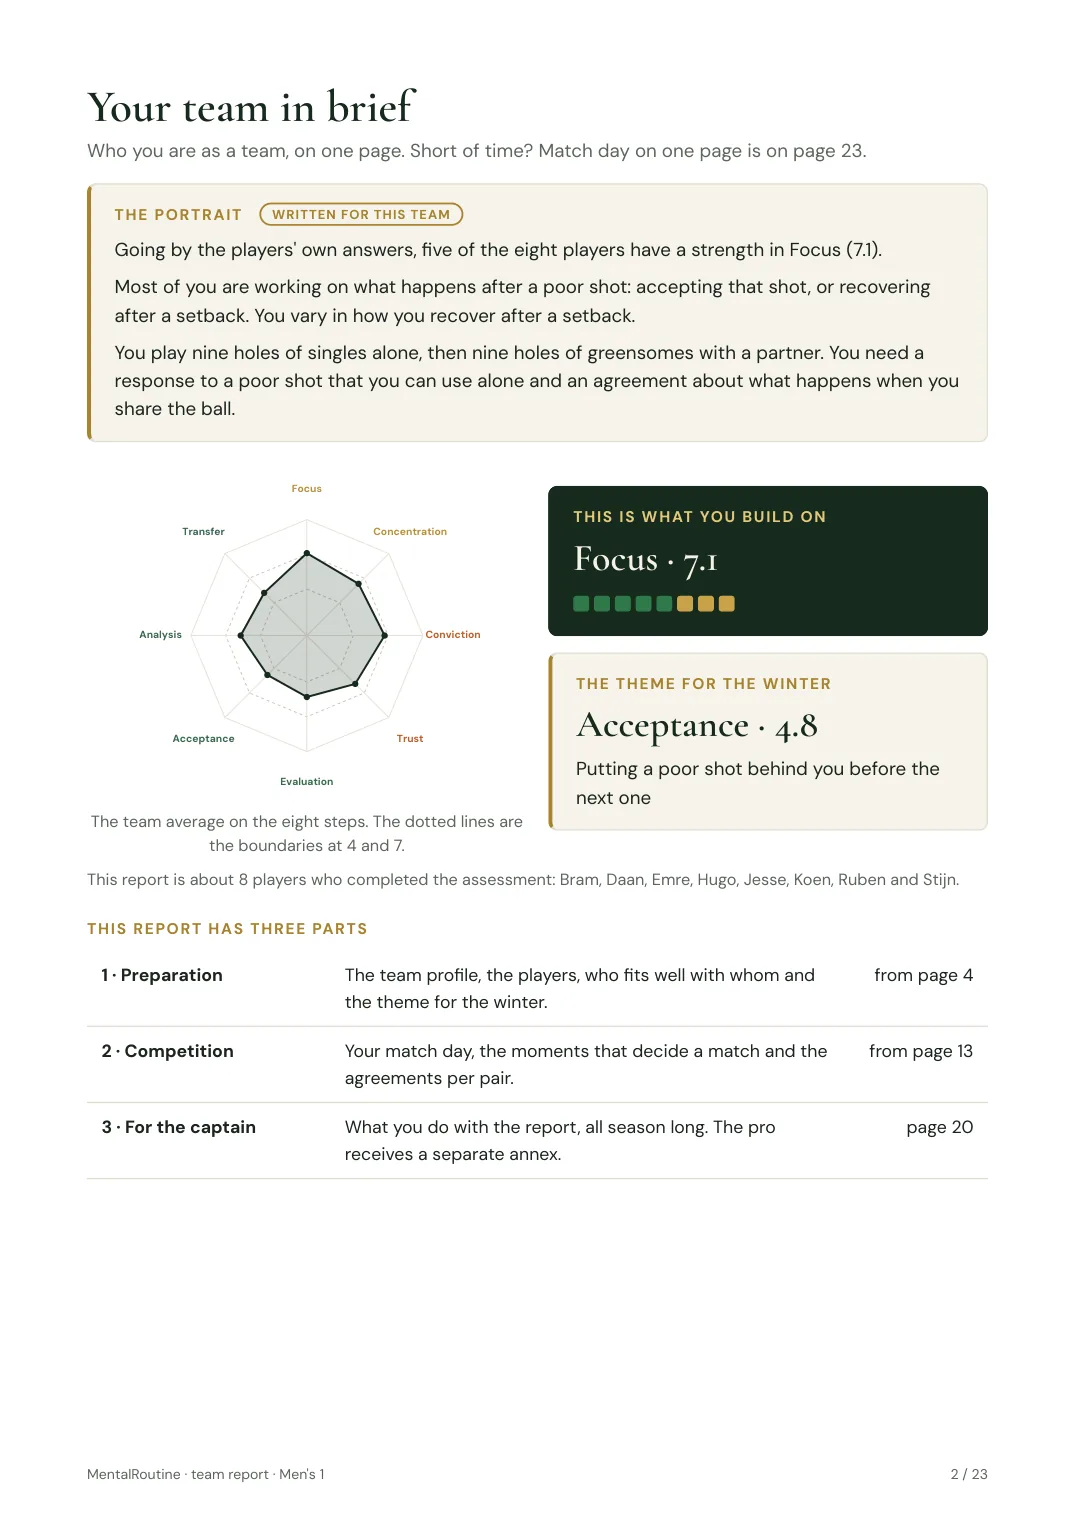 Your team in brief
Who you are as a team, on one page. Short of time? Match day on one page is on page 23.
THE PORTRAIT WRITTEN FOR THIS TEAM
Going by the players' own answers, five of the eight players have a strength in Focus (7.1).
Most of you are working on what happens after a poor shot: accepting that shot, or recovering
after a setback. You vary in how you recover after a setback.
You play nine holes of singles alone, then nine holes of greensomes with a partner. You need a
response to a poor shot that you can use alone and an agreement about what happens when you
share the ball.
Focus
Transfer
Concentration
Analysis
Conviction
Acceptance
Trust
Evaluation
The team average on the eight steps. The dotted lines are
the boundaries at 4 and 7.
THIS IS WHAT YOU BUILD ON
Focus · 7.1
THE THEME FOR THE WINTER
Acceptance · 4.8
Putting a poor shot behind you before the
next one
This report is about 8 players who completed the assessment: Bram, Daan, Emre, Hugo, Jesse, Koen, Ruben and Stijn.
THIS REPORT HAS THREE PARTS
1 · Preparation The team profile, the players, who fits well with whom and from page 4
the theme for the winter.
2 · Competition Your match day, the moments that decide a match and the from page 13
agreements per pair.
3 · For the captain What you do with the report, all season long. The pro page 20
receives a separate annex.
MentalRoutine · team report · Men's 1 2 / 23